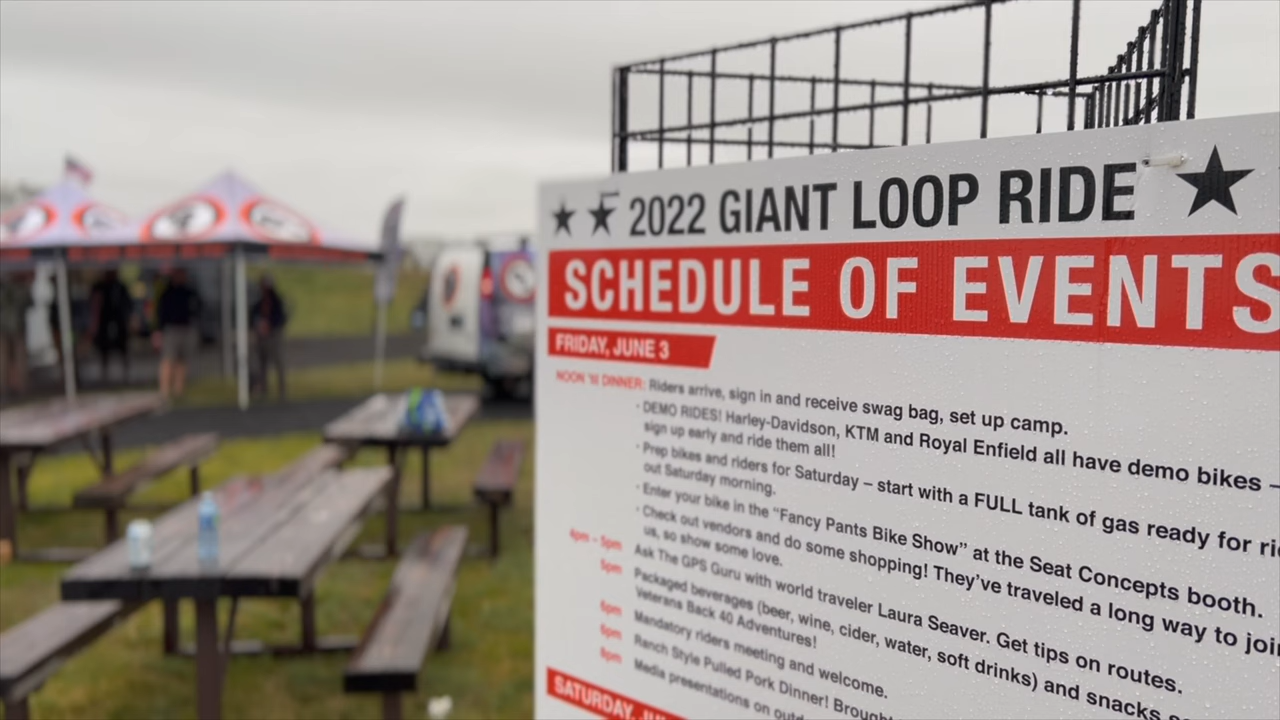 2022 GIANT LOOP RIDE
SCHEDULE OF EVENTS
FRIDAY, JUNE 3
NOON 'til DINNER: Riders arrive, sign in and receive swag bag, set up camp.
· DEMO RIDES! Harley-Davidson, KTM and Royal Enfield all have demo bikes –
sign up early and ride them all!
· Prep bikes and riders for Saturday – start with a FULL tank of gas ready for
out Saturday morning.
· Enter your bike in the “Fancy Pants Bike Show” at the Seat Concepts booth.
· Check out vendors and do some shopping! They’ve traveled a long way to
us, so show some love.
4pm – 5pm Ask The GPS Guru with world traveler Laura Seaver. Get tips on routes.
5pm Packaged beverages (beer, wine, cider, water, soft drinks) and snacks
Veterans Back 40 Adventures!
6pm Mandatory riders meeting and welcome.
6pm Ranch Style Pulled Pork Dinner!
8pm Media presentations on
SATURDAY,